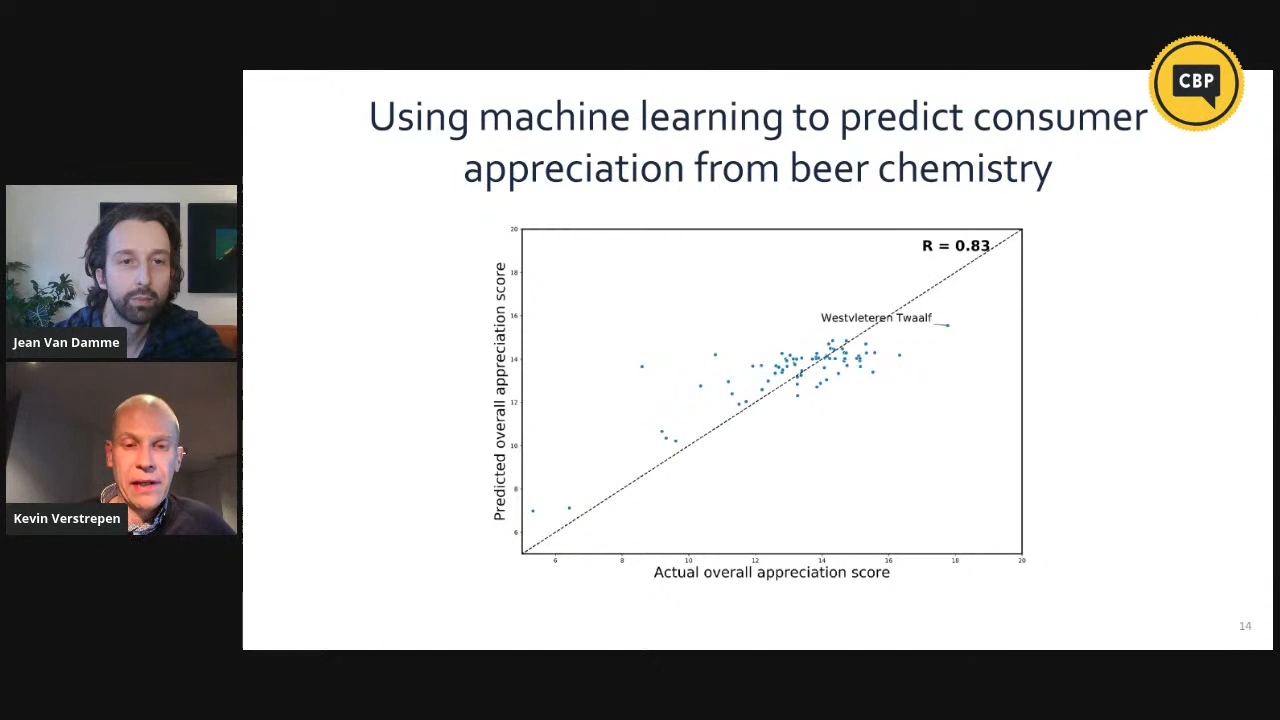 CBP
Using machine learning to predict consumer
appreciation from beer chemistry
R = 0.83
Westvleteren Twaalf
Predicted overall appreciation score
20
18
16
14
12
10
8
6
6 8 10 12 14 16 18 20
Actual overall appreciation score
14
Jean Van Damme
Kevin Verstrepen